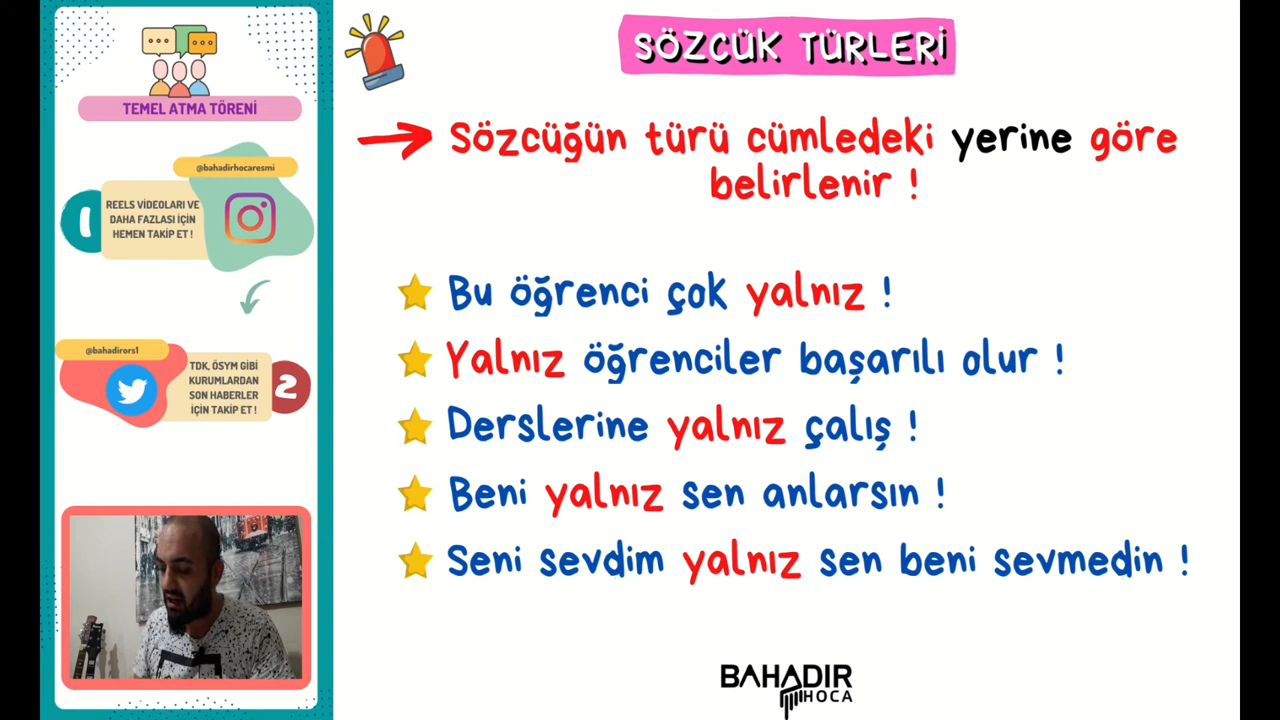 SÖZCÜK TÜRLERİ
TEMEL ATMA TÖRENİ
@bahadirhocaresmi
1
REELS VİDEOLARI VE
DAHA FAZLASI İÇİN
HEMEN TAKİP ET !
@bahadirors1
TDK, ÖSYM GİBİ
KURUMLARDAN
SON HABERLER
İÇİN TAKİP ET !
2
Sözcüğün türü cümledeki yerine göre
belirlenir !
Bu öğrenci çok yalnız !
Yalnız öğrenciler başarılı olur !
Derslerine yalnız çalış !
Beni yalnız sen anlarsın !
Seni sevdim yalnız sen beni sevmedin !
BAHADIR
HOCA